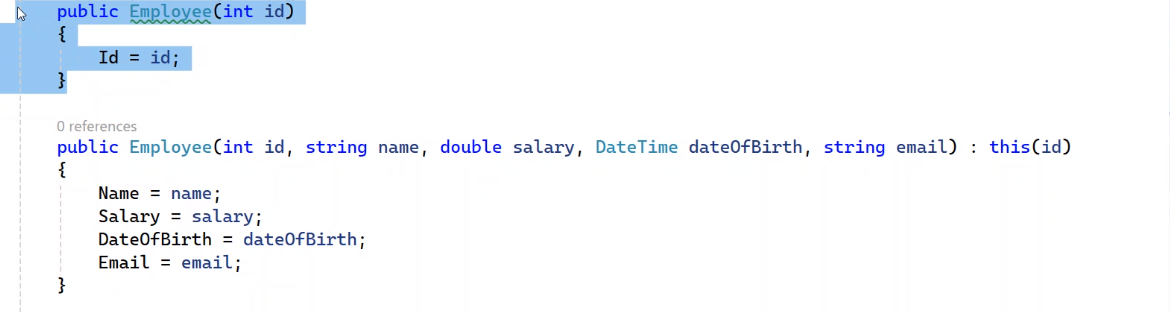 public Employee(int id)
{
Id = id;
}
0 references
public Employee(int id, string name, double salary, DateTime dateOfBirth, string email) : this(id)
{
Name = name;
Salary = salary;
DateOfBirth = dateOfBirth;
Email = email;
}